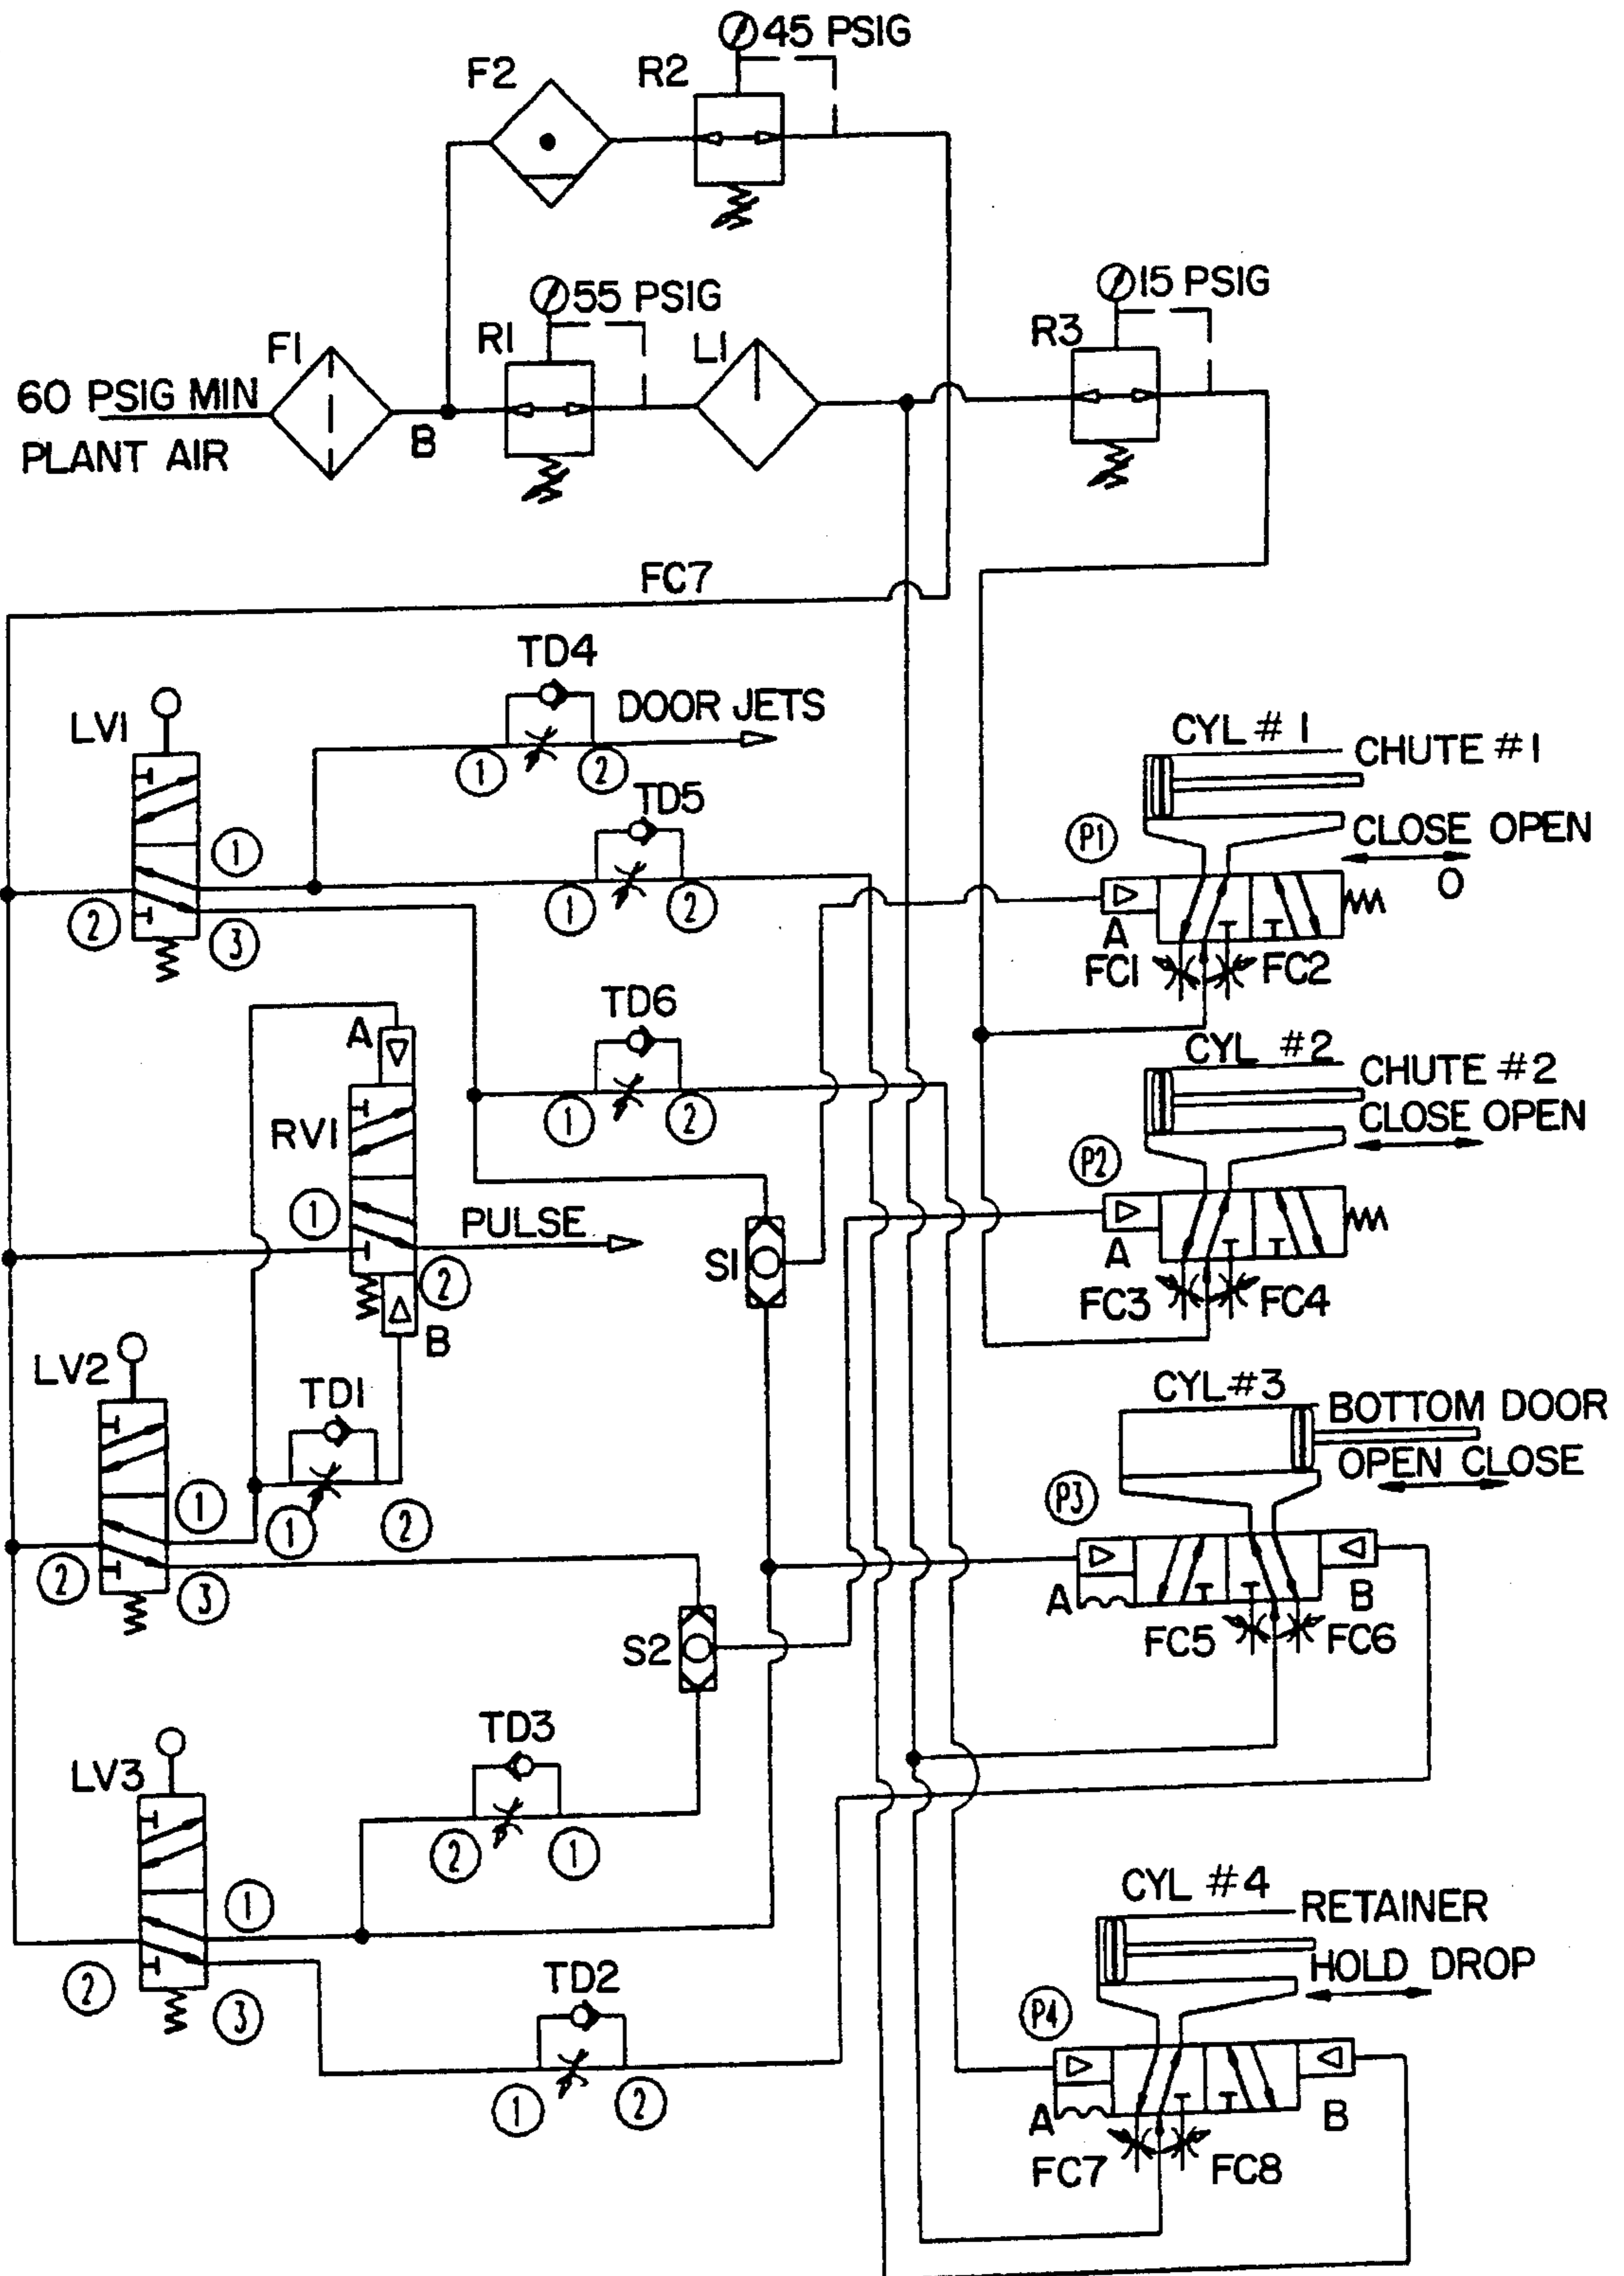 45 PSIG
F2
R2
55 PSIG
15 PSIG
F1
R1
L1
R3
60 PSIG MIN
PLANT AIR
B
FC7
TD4
DOOR JETS
LV1
CYL # 1
CHUTE #1
1
2
TD5
P1
CLOSE OPEN
O
1
2
3
1
2
A
FC1
FC2
TD6
A
CYL #2
CHUTE #2
CLOSE OPEN
RV1
1
2
P2
1
PULSE
2
S1
A
FC3
FC4
B
LV2
TD1
CYL#3
BOTTOM DOOR
OPEN CLOSE
P3
1
1
2
2
3
A
B
FC5
FC6
S2
TD3
LV3
2
1
CYL #4
RETAINER
HOLD DROP
1
2
3
TD2
P4
1
2
A
B
FC7
FC8